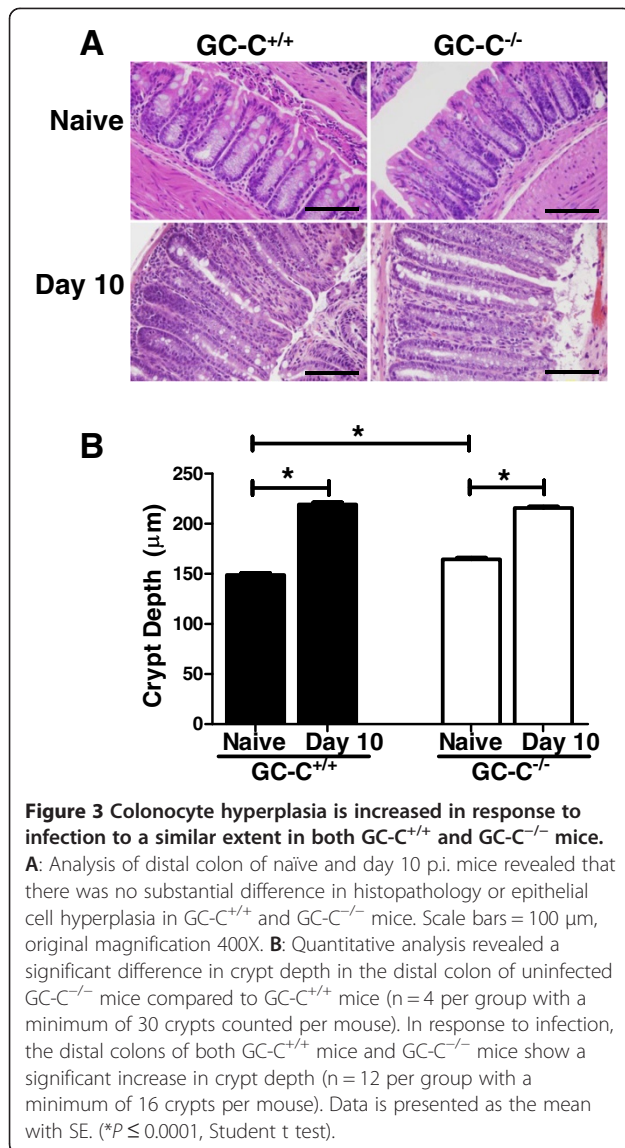 A
GC-C+/+ GC-C-/-
Naive
Day 10
B
*
* *
250
200
150
100
50
0
Crypt Depth (μm)
Naive Day 10 Naive Day 10
GC-C+/+ GC-C-/-
Figure 3 Colonocyte hyperplasia is increased in response to
infection to a similar extent in both GC-C+/+ and GC-C−/− mice.
A: Analysis of distal colon of naïve and day 10 p.i. mice revealed that
there was no substantial difference in histopathology or epithelial
cell hyperplasia in GC-C+/+ and GC-C−/− mice. Scale bars = 100 μm,
original magnification 400X. B: Quantitative analysis revealed a
significant difference in crypt depth in the distal colon of uninfected
GC-C−/− mice compared to GC-C+/+ mice (n = 4 per group with a
minimum of 30 crypts counted per mouse). In response to infection,
the distal colons of both GC-C+/+ mice and GC-C−/− mice show a
significant increase in crypt depth (n = 12 per group with a
minimum of 16 crypts per mouse). Data is presented as the mean
with SE. (*P ≤ 0.0001, Student t test).